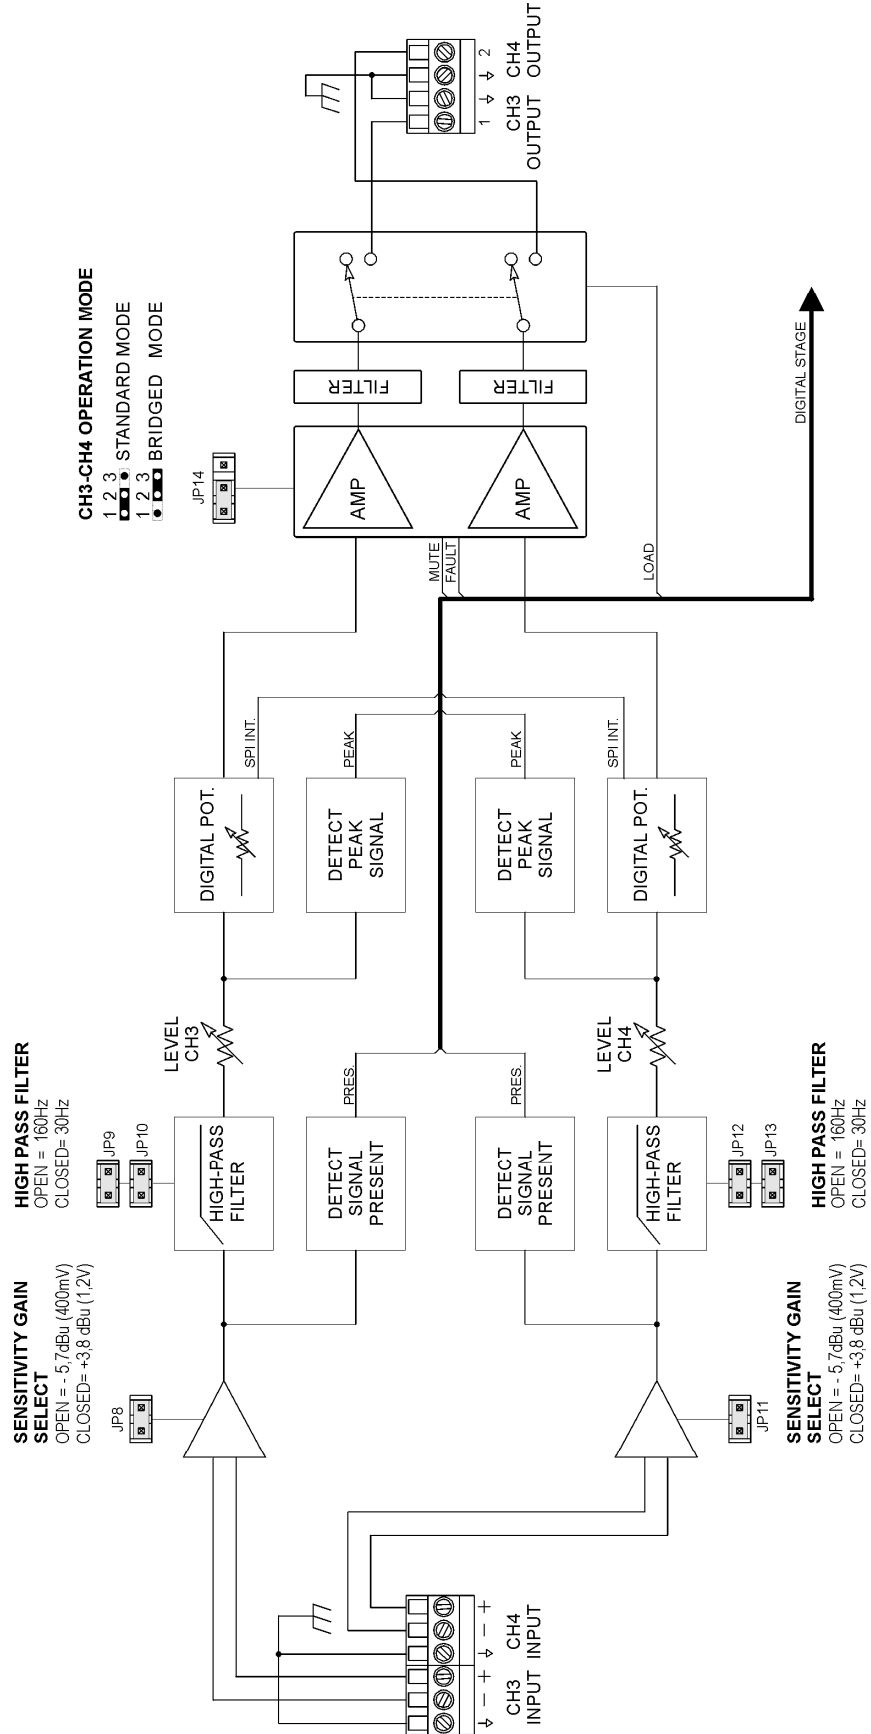 SENSITIVITY GAIN
SELECT
OPEN = - 5,7dBu (400mV)
CLOSED= +3,8 dBu (1,2V)
JP8
HIGH PASS FILTER
OPEN = 160Hz
CLOSED= 30Hz
JP9
JP10
CH3-CH4 OPERATION MODE
1 2 3
STANDARD MODE
1 2 3
BRIDGED MODE
JP14
HIGH-PASS
FILTER
LEVEL
CH3
DIGITAL POT.
SPI INT.
DETECT
SIGNAL
PRESENT
PRES.
DETECT
PEAK
SIGNAL
PEAK
AMP
FILTER
MUTE
FAULT
AMP
FILTER
CH3
INPUT
- +
CH4
INPUT
- +
1
CH3
OUTPUT
2
CH4
OUTPUT
DETECT
SIGNAL
PRESENT
PRES.
DETECT
PEAK
SIGNAL
PEAK
HIGH-PASS
FILTER
LEVEL
CH4
DIGITAL POT.
SPI INT.
LOAD
JP11
JP12
JP13
DIGITAL STAGE
SENSITIVITY GAIN
SELECT
OPEN = - 5,7dBu (400mV)
CLOSED= +3,8 dBu (1,2V)
HIGH PASS FILTER
OPEN = 160Hz
CLOSED= 30Hz